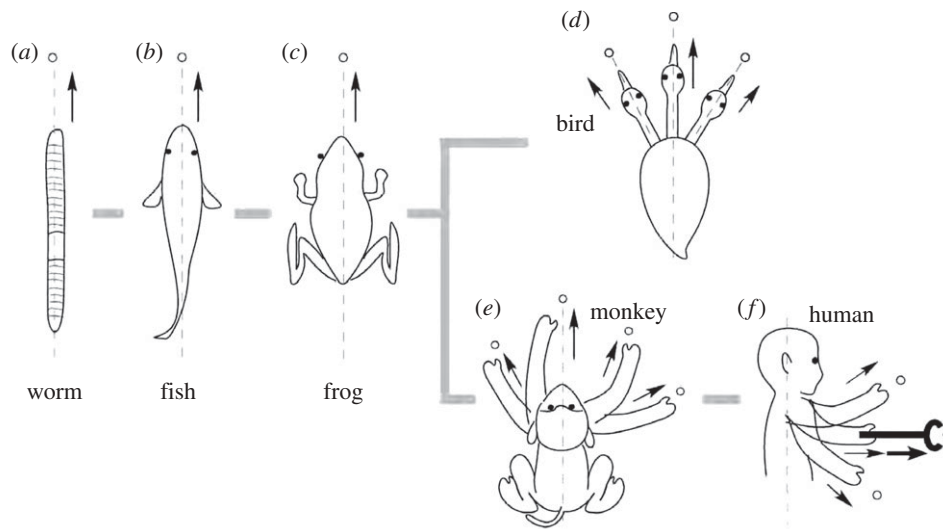 (a)
(b)
(c)
(d)
bird
worm
fish
frog
(e)
monkey
(f)
human